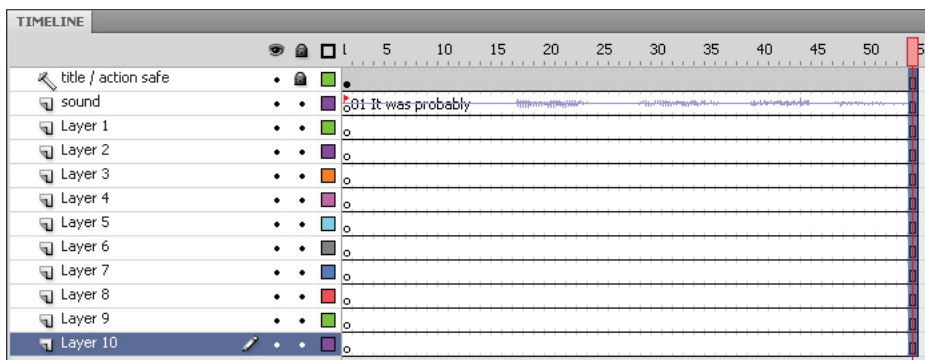 TIMELINE
1 5 10 15 20 25 30 35 40 45 50 5
title / action safe
sound 01 It was probably
Layer 1
Layer 2
Layer 3
Layer 4
Layer 5
Layer 6
Layer 7
Layer 8
Layer 9
Layer 10